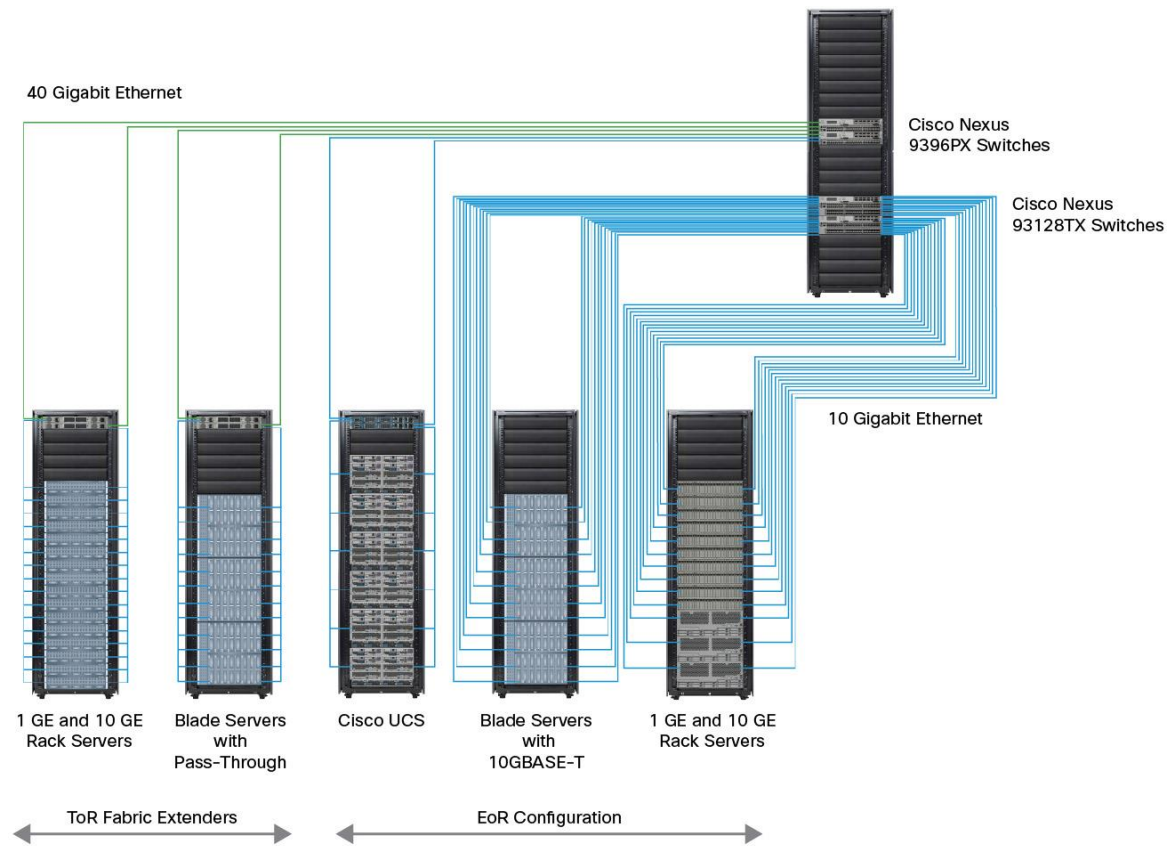 40 Gigabit Ethernet
Cisco Nexus
9396PX Switches
Cisco Nexus
93128TX Switches
10 Gigabit Ethernet
1 GE and 10 GE
Rack Servers
Blade Servers
with
Pass-Through
Cisco UCS
Blade Servers
with
10GBASE-T
1 GE and 10 GE
Rack Servers
ToR Fabric Extenders
EoR Configuration